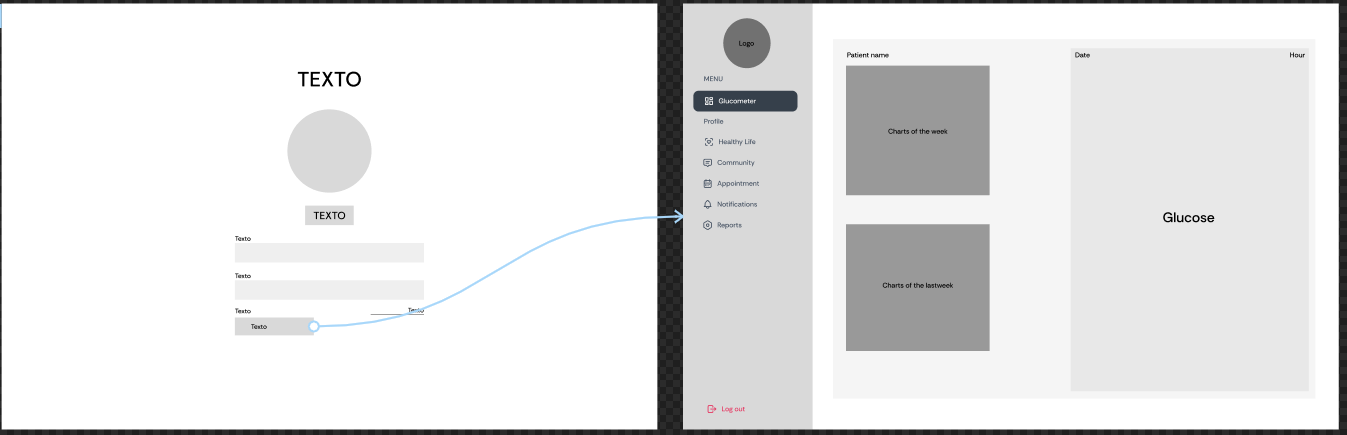 TEXTO
TEXTO
Texto
Texto
Texto
Texto
Texto
Logo
MENU
Glucometer
Profile
Healthy Life
Community
Appointment
Notifications
Reports
Log out
Patient name
Charts of the week
Charts of the lastweek
Date Hour
Glucose